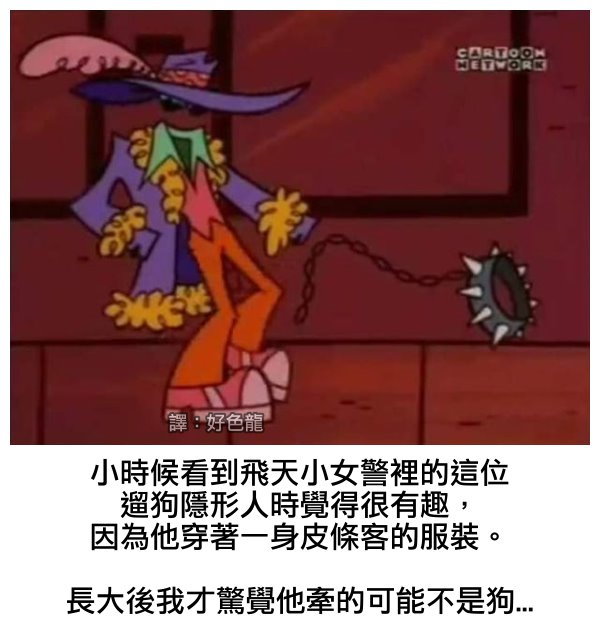 CARTOON
NETWORK
譯：好色龍
小時候看到飛天小女警裡的這位
遛狗隱形人時覺得很有趣，
因為他穿著一身皮條客的服裝。
長大後我才驚覺他牽的可能不是狗...